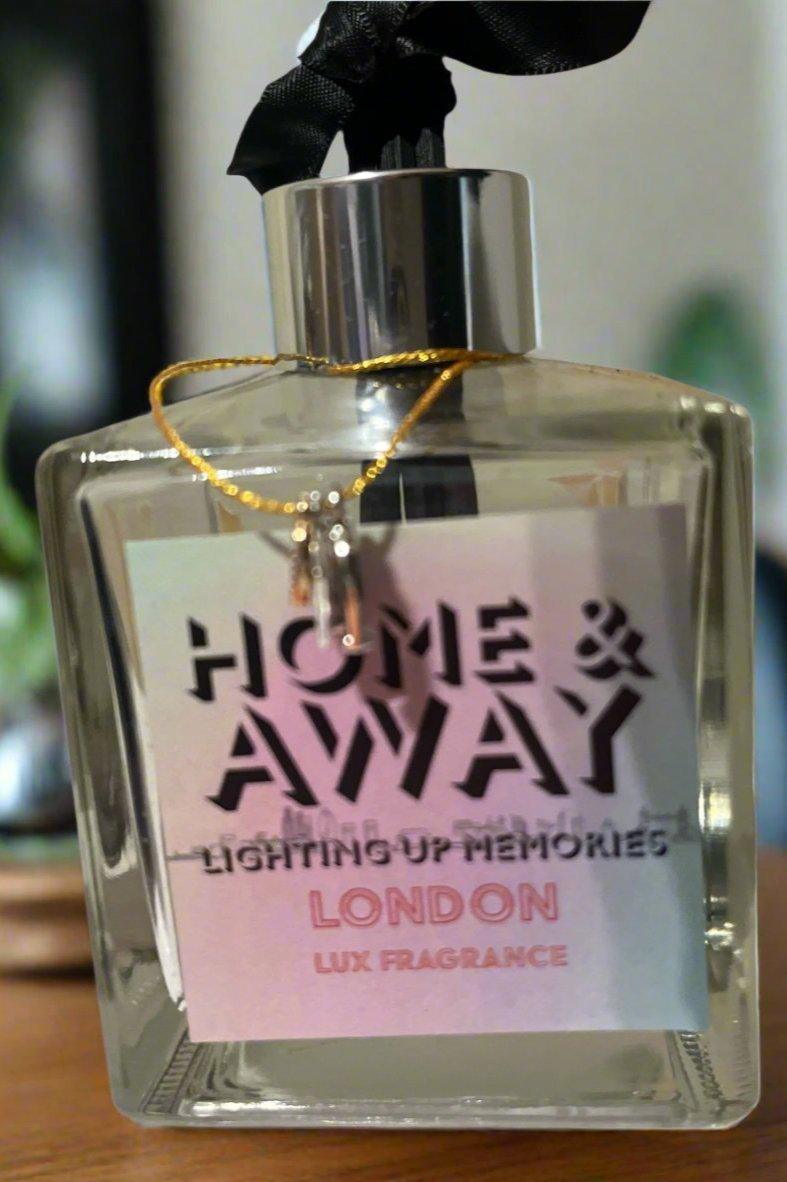 HOME &
AWAY
LIGHTING UP MEMORIES
LONDON
LUX FRAGRANCE